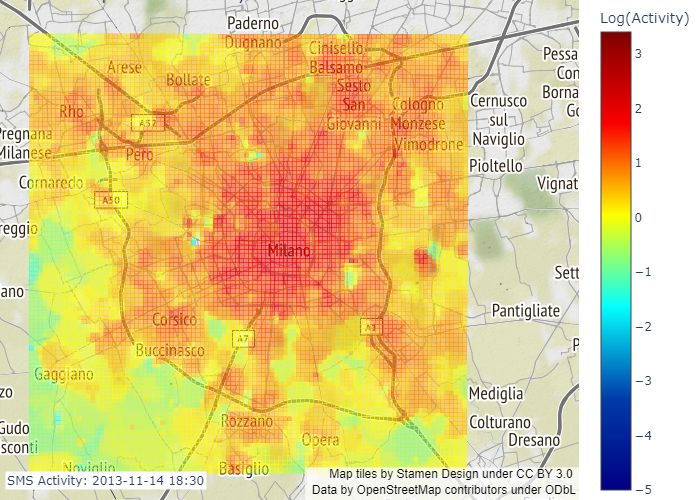 Log(Activity)
Paderno
Dugnano
Cinisello
Balsamo
Arese
Bollate
Sesto
San
Giovanni
Cologno
Monzese
Vimodrone
Rho
A52
Pero
Cernusco
sul
Naviglio
Pioltello
Pessa
Con
Borna
Go
Pregnana
Milanese
Cornaredo
A50
Vignat
reggio
Milano
Sett
ano
Pantigliate
Corsico
A7
A1
Buccinasco
P
Gaggiano
zo
Mediglia
Rozzano
Colturano
Dresano
Gudo
sconti
Opera
Noviglio
Basiglio
SMS Activity: 2013-11-14 18:30
Map tiles by Stamen Design under CC BY 3.0
Data by OpenStreetMap contributors under ODbL
3
2
1
0
−1
−2
−3
−4
−5